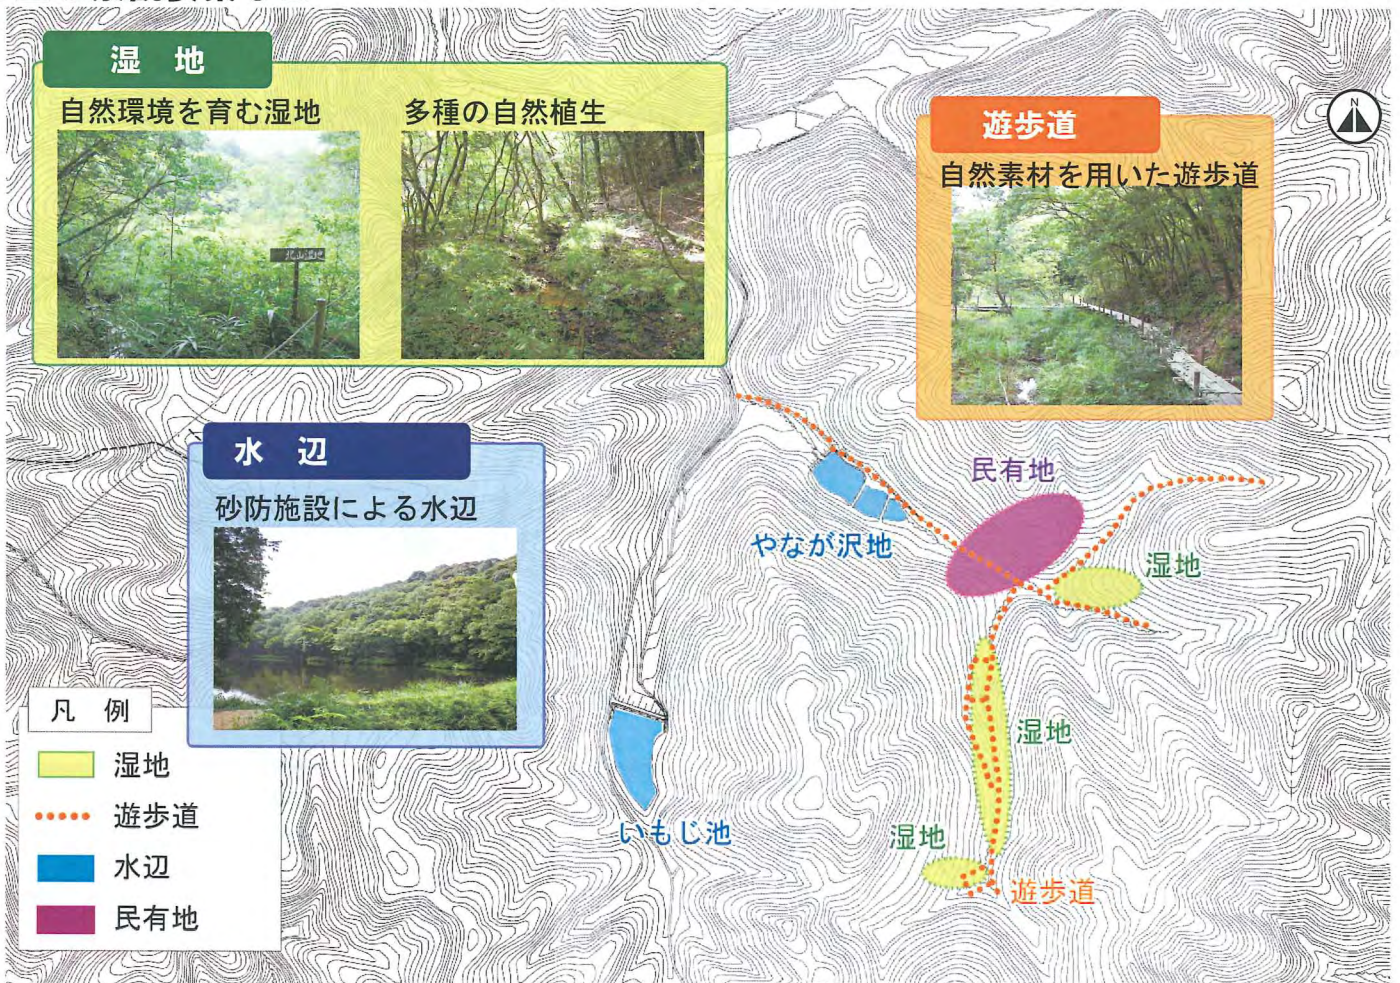 湿 地
自然環境を育む湿地
多種の自然植生
北山湿地
遊歩道
自然素材を用いた遊歩道
N
水 辺
砂防施設による水辺
民有地
やなが沢地
湿地
湿地
湿地
遊歩道
いもじ池
凡 例
湿地
遊歩道
水辺
民有地